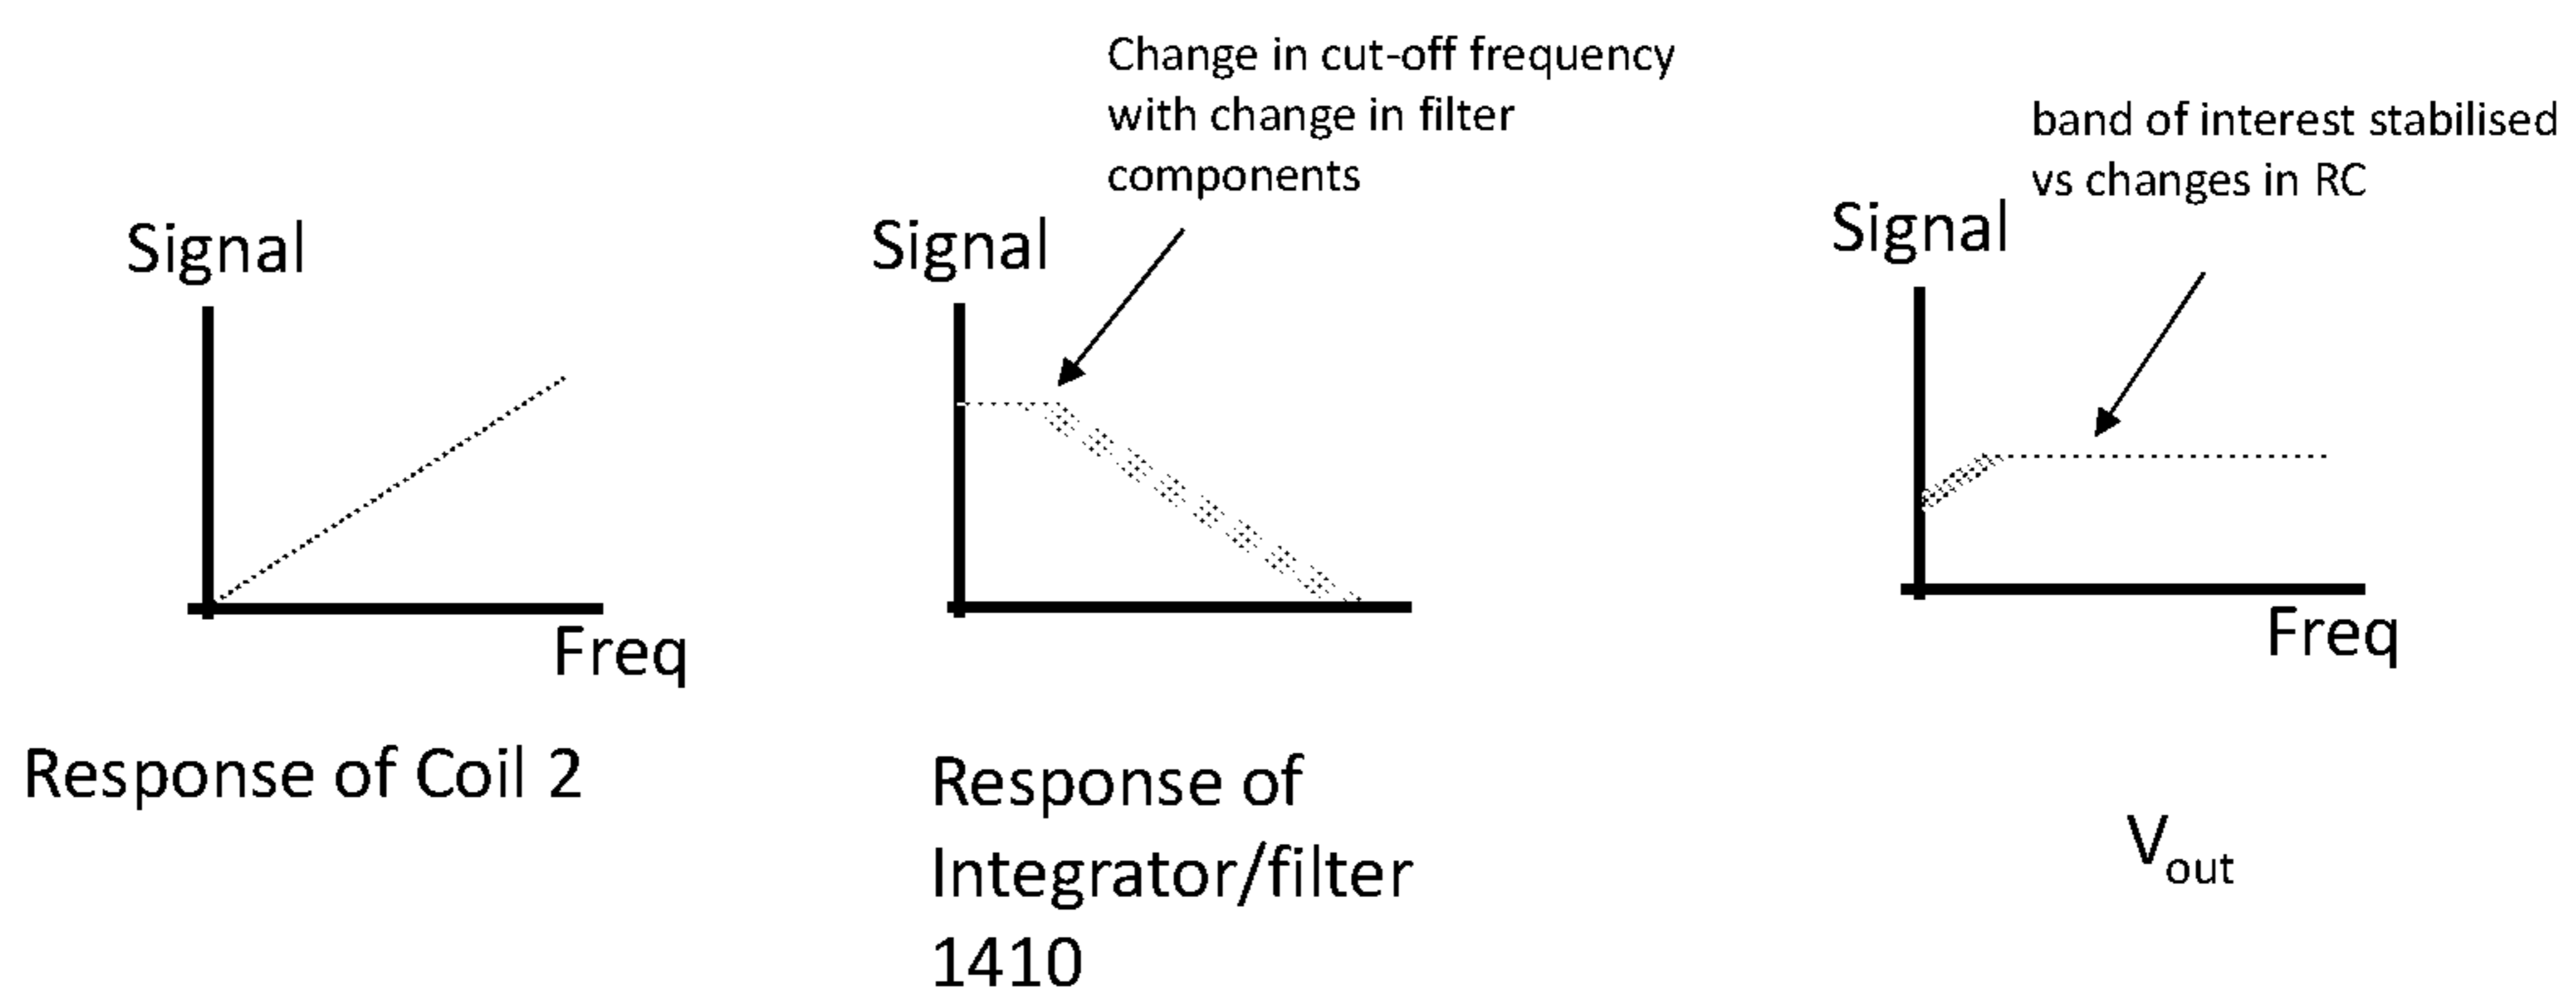 Signal
Freq
Response of Coil 2
Change in cut-off frequency
with change in filter
components
Signal
Response of
Integrator/filter
1410
band of interest stabilised
vs changes in RC
Signal
Freq
Vout